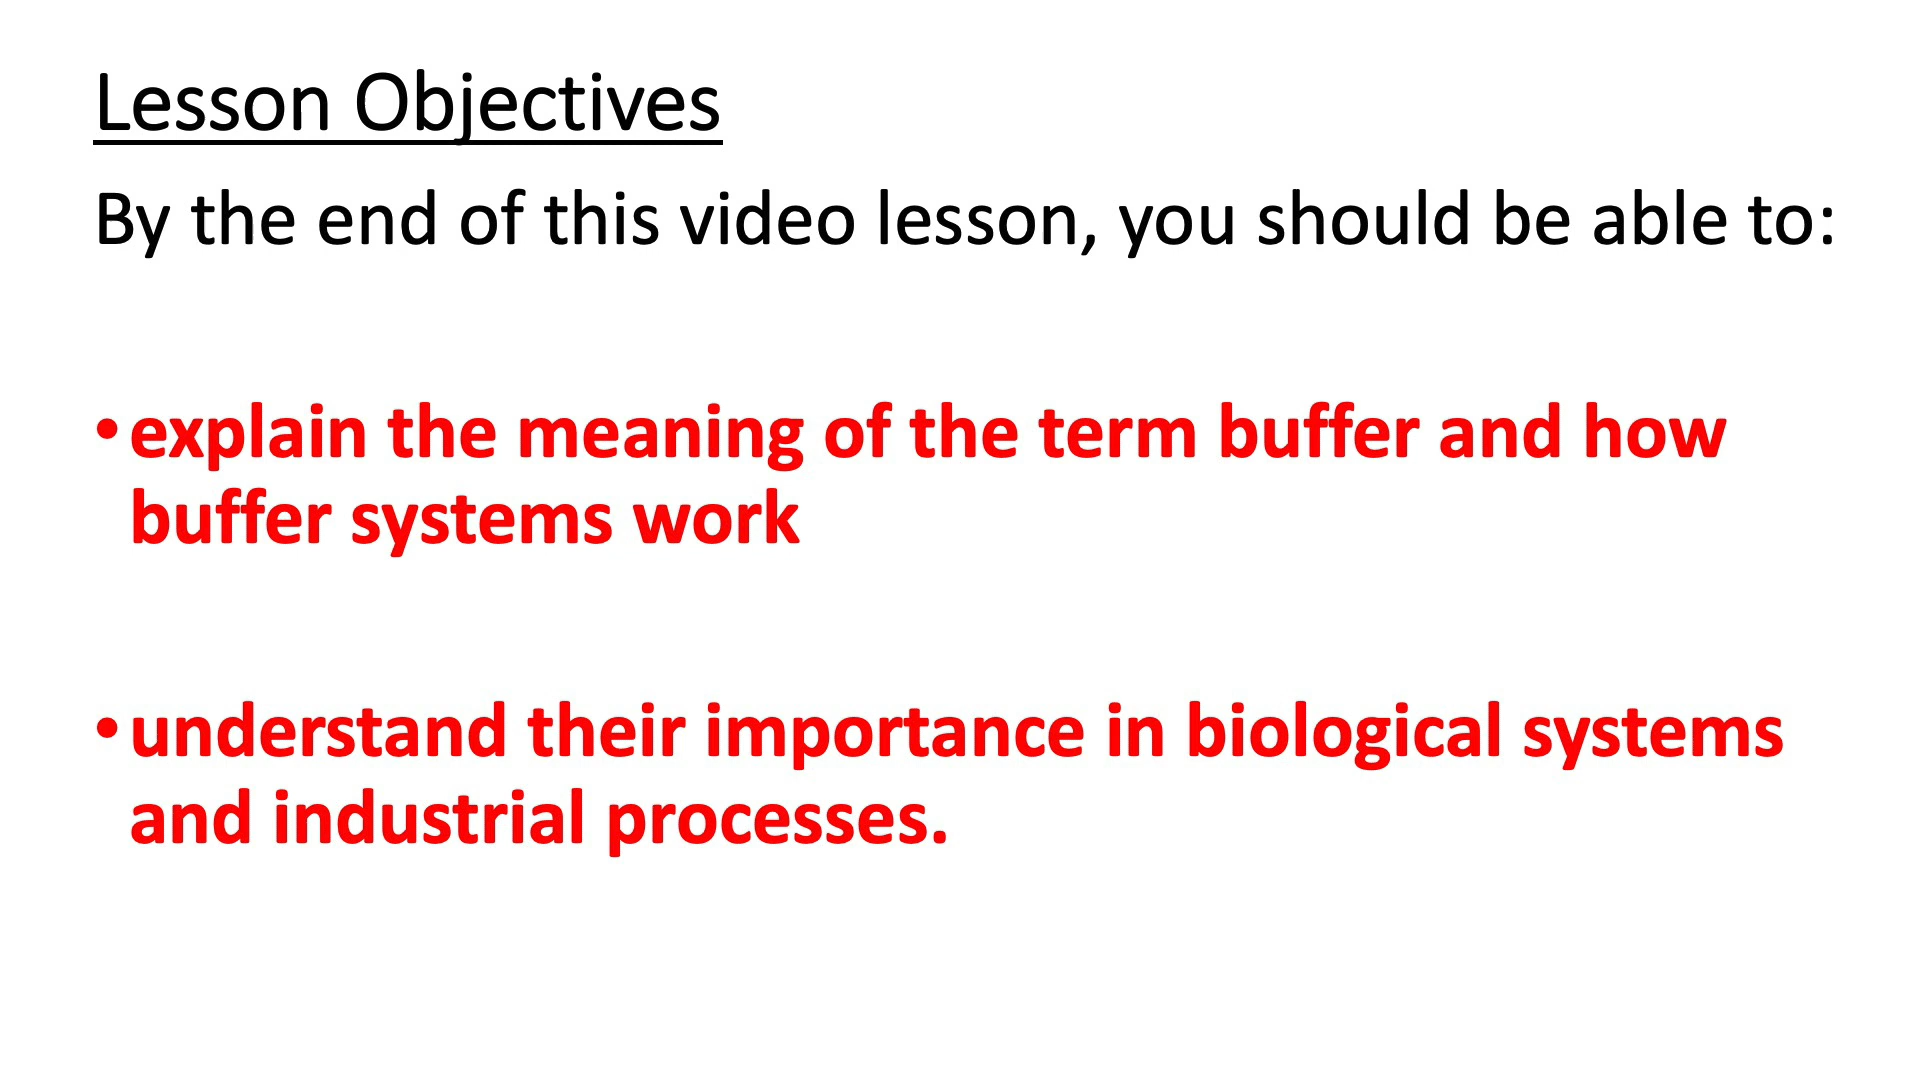 Lesson Objectives
By the end of this video lesson, you should be able to:
• explain the meaning of the term buffer and how
buffer systems work
• understand their importance in biological systems
and industrial processes.